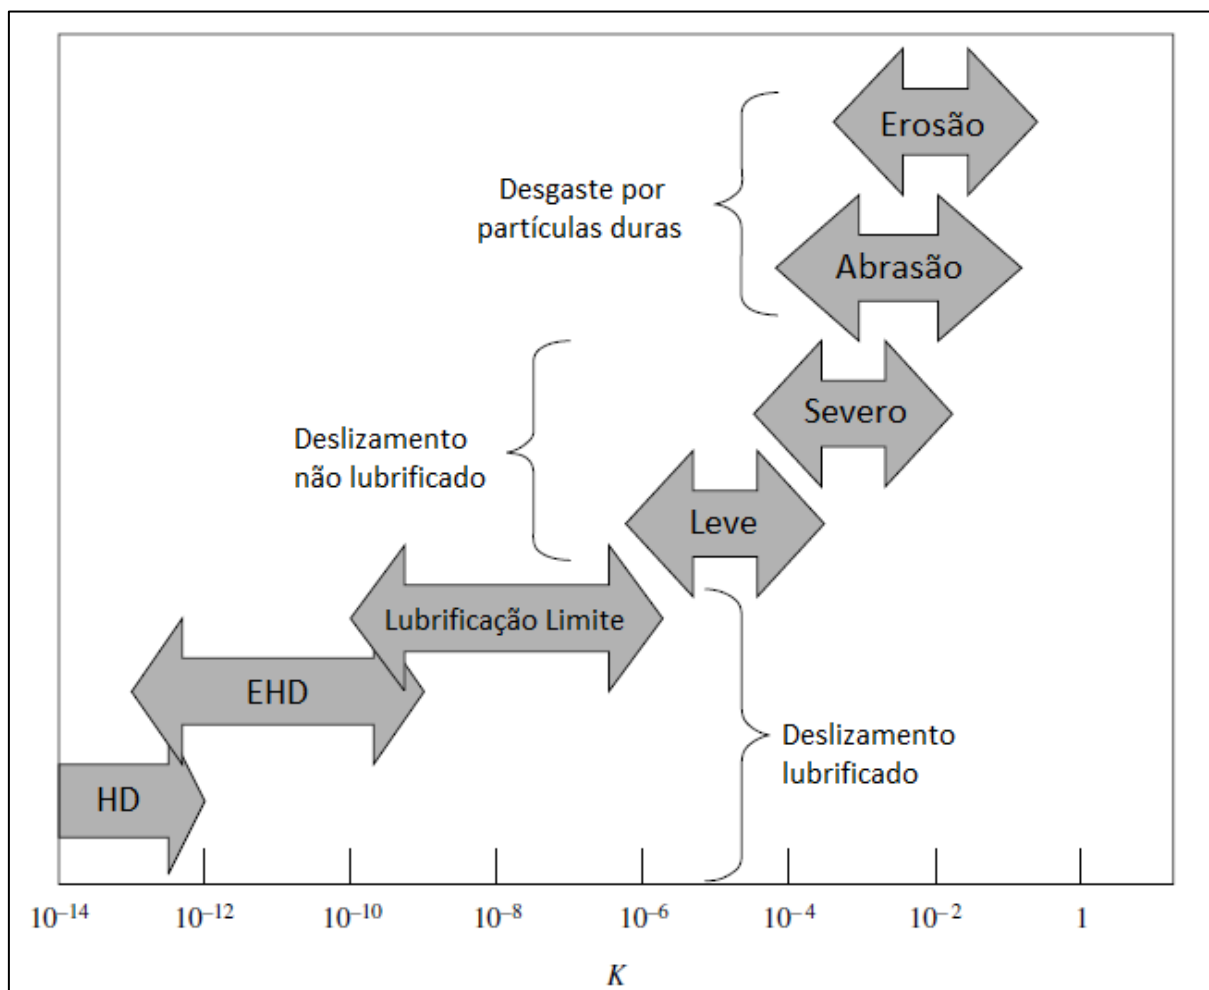 Erosão
Desgaste por
partículas duras
Abrasão
Severo
Deslizamento
não lubrificado
Leve
Lubrificação Limite
EHD
Deslizamento
lubrificado
HD
10⁻¹⁴ 10⁻¹² 10⁻¹⁰ 10⁻⁸ 10⁻⁶ 10⁻⁴ 10⁻² 1
K